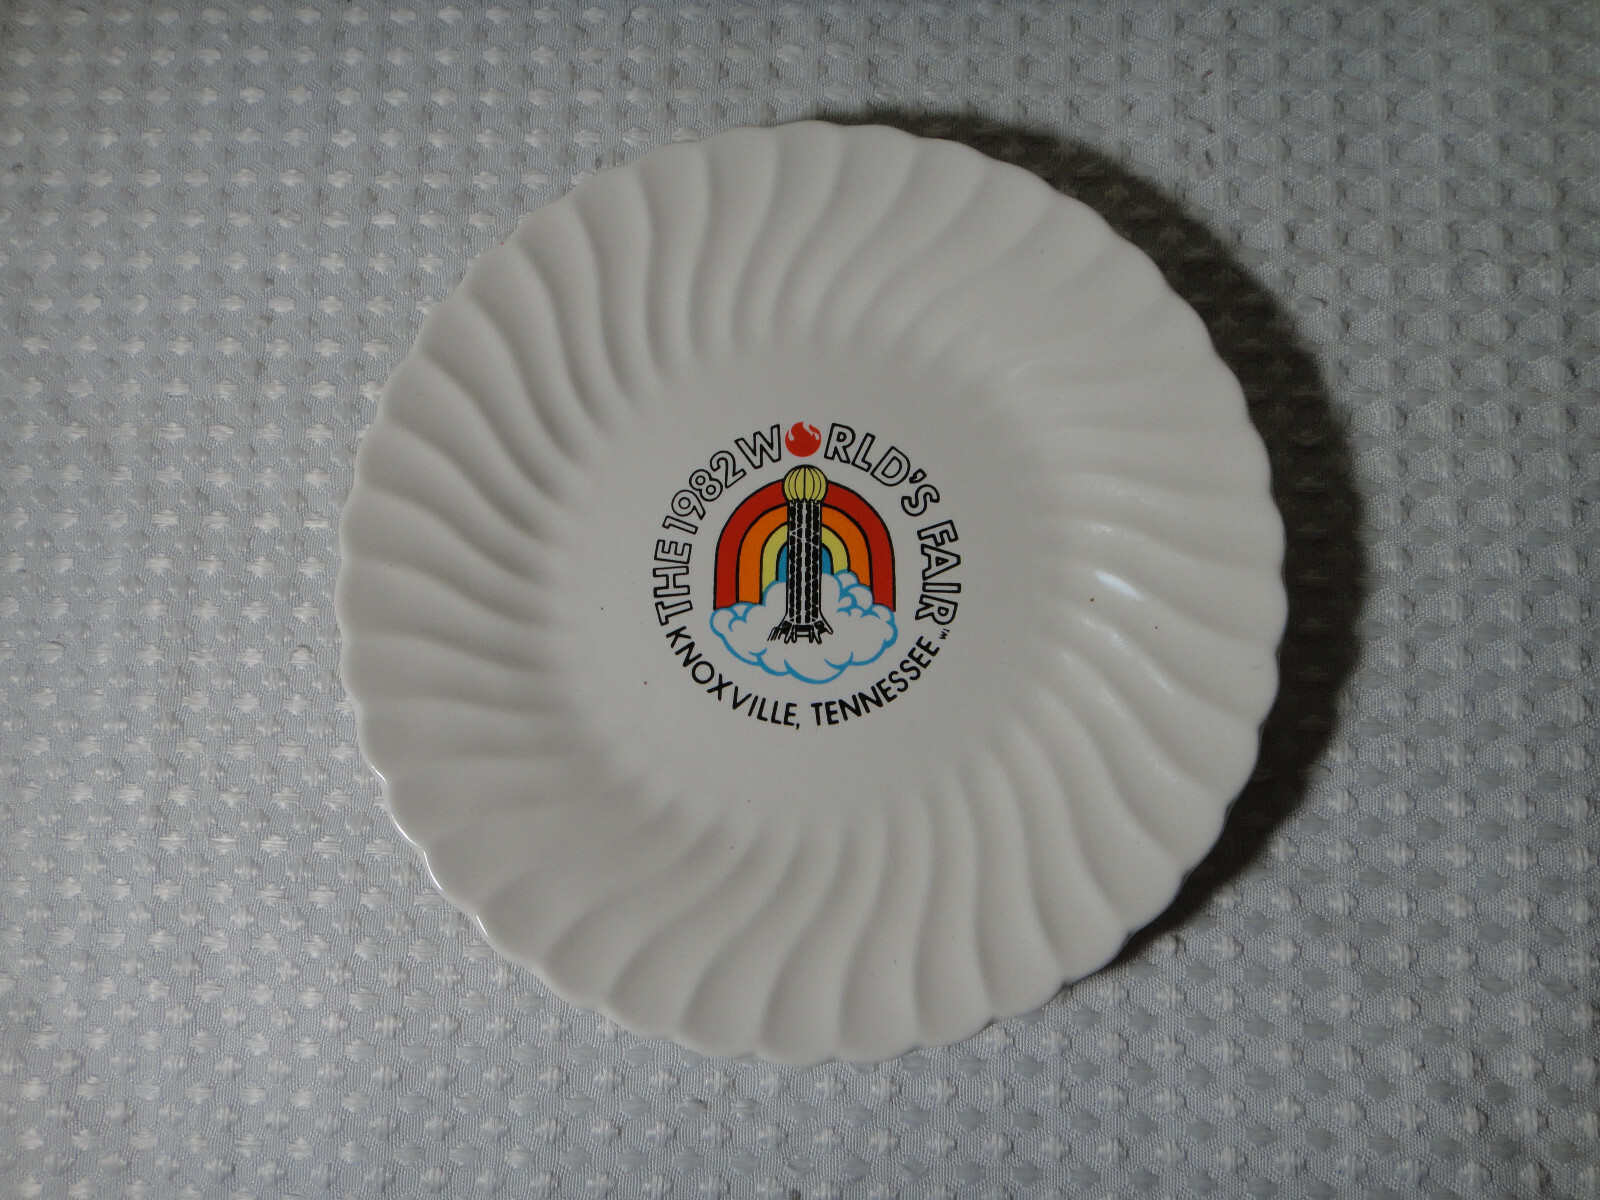 THE 1982 WORLD'S FAIR
KNOXVILLE, TENNESSEE